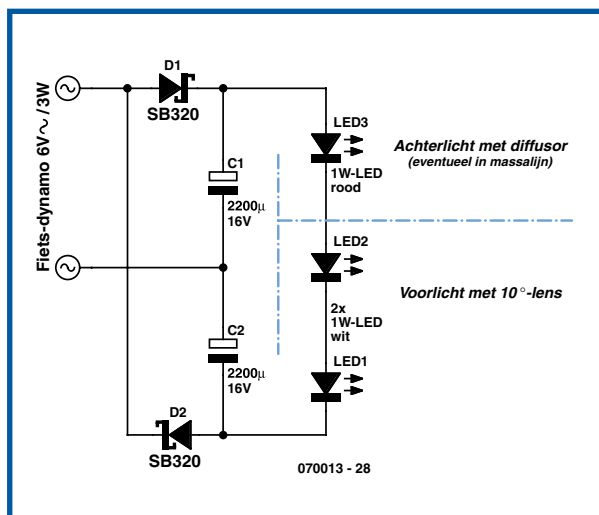 D1
SB320
Fiets-dynamo 6V∿/3W
C1
2200µ
16V
LED3
1W-LED
rood
Achterlicht met diffusor
(eventueel in massalijn)
LED2
2x
1W-LED
wit
Voorlicht met 10°-lens
C2
2200µ
16V
LED1
D2
SB320
070013 - 28